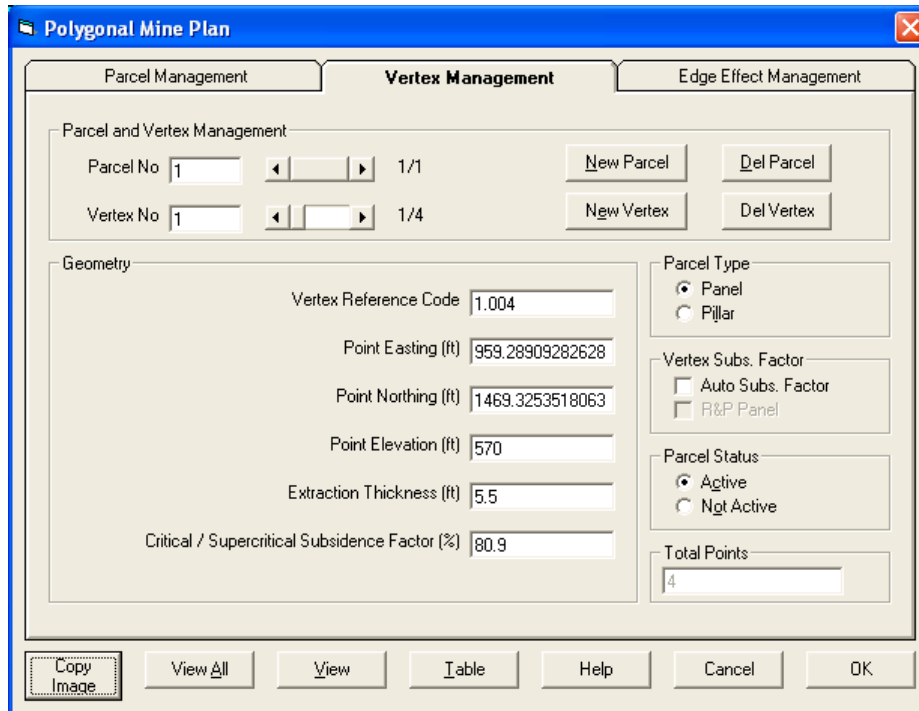 Polygonal Mine Plan
Parcel Management
Vertex Management
Edge Effect Management
Parcel and Vertex Management
Parcel No 1 1/1 New Parcel Del Parcel
Vertex No 1 1/4 New Vertex Del Vertex
Geometry
Vertex Reference Code 1.004
Point Easting (ft) 959.28909282628
Point Northing (ft) 1469.3253518063
Point Elevation (ft) 570
Extraction Thickness (ft) 5.5
Critical / Supercritical Subsidence Factor (%) 80.9
Parcel Type
Panel
Pillar
Vertex Subs. Factor
Auto Subs. Factor
R&P Panel
Parcel Status
Active
Not Active
Total Points
4
Copy Image
View All
View
Table
Help
Cancel
OK